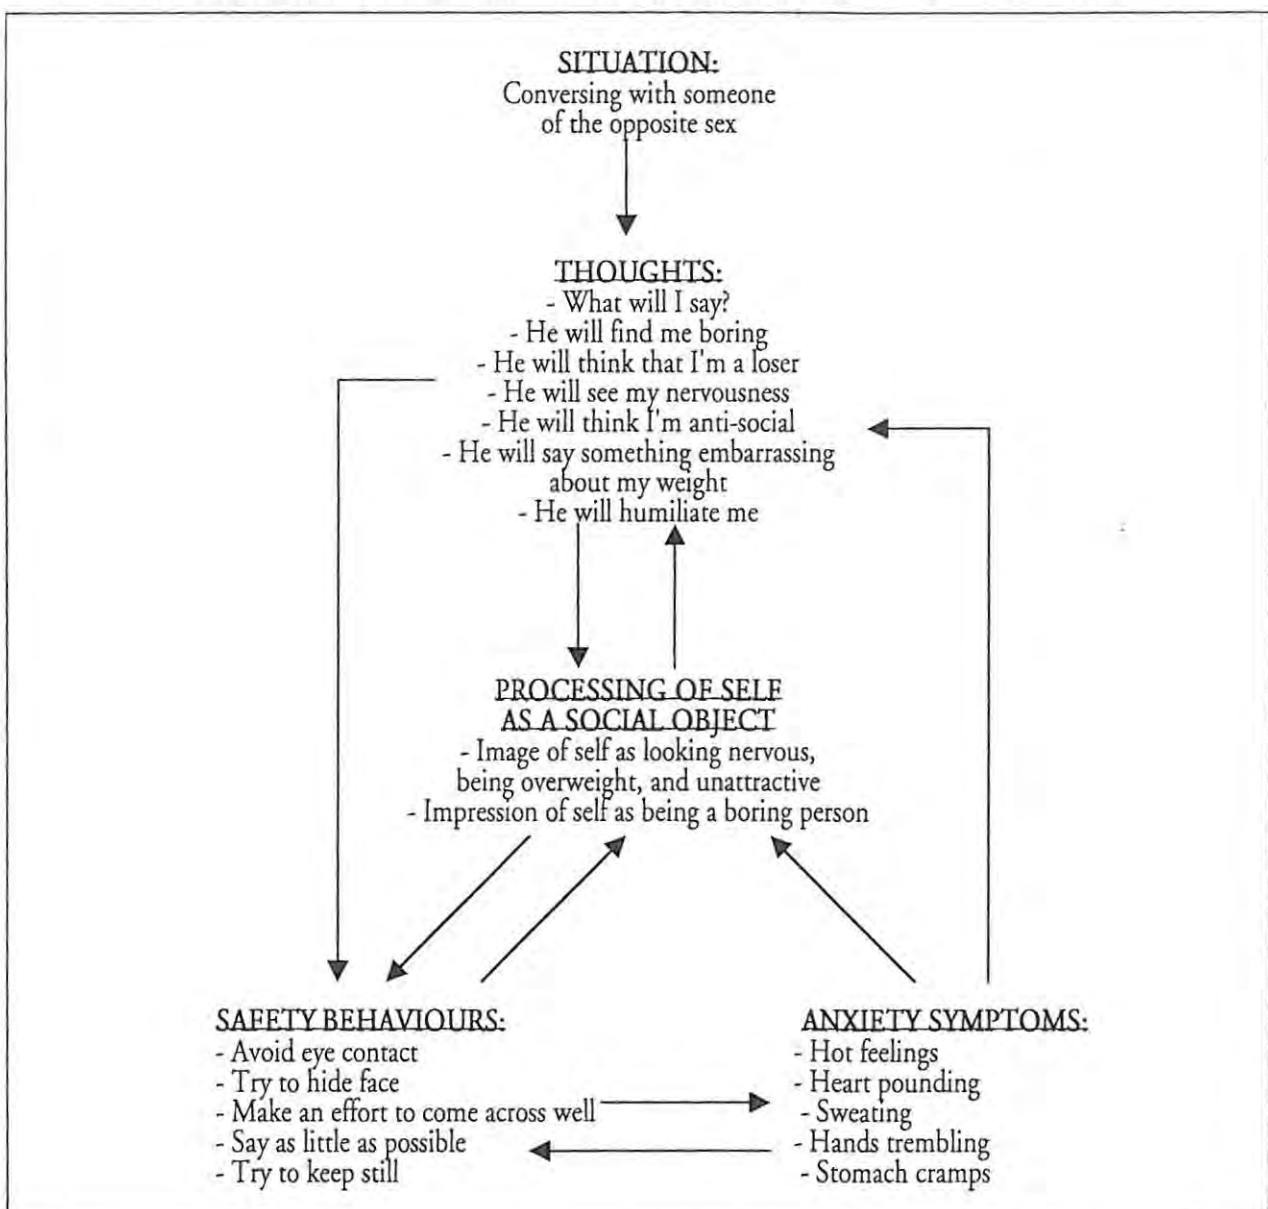 SITUATION:
Conversing with someone
of the opposite sex
THOUGHTS:
- What will I say?
- He will find me boring
- He will think that I'm a loser
- He will see my nervousness
- He will think I'm anti-social
- He will say something embarrassing
about my weight
- He will humiliate me
PROCESSING OF SELF
AS A SOCIAL OBJECT
- Image of self as looking nervous,
being overweight, and unattractive
- Impression of self as being a boring person
SAFETY BEHAVIOURS:
- Avoid eye contact
- Try to hide face
- Make an effort to come across well
- Say as little as possible
- Try to keep still
ANXIETY SYMPTOMS:
- Hot feelings
- Heart pounding
- Sweating
- Hands trembling
- Stomach cramps